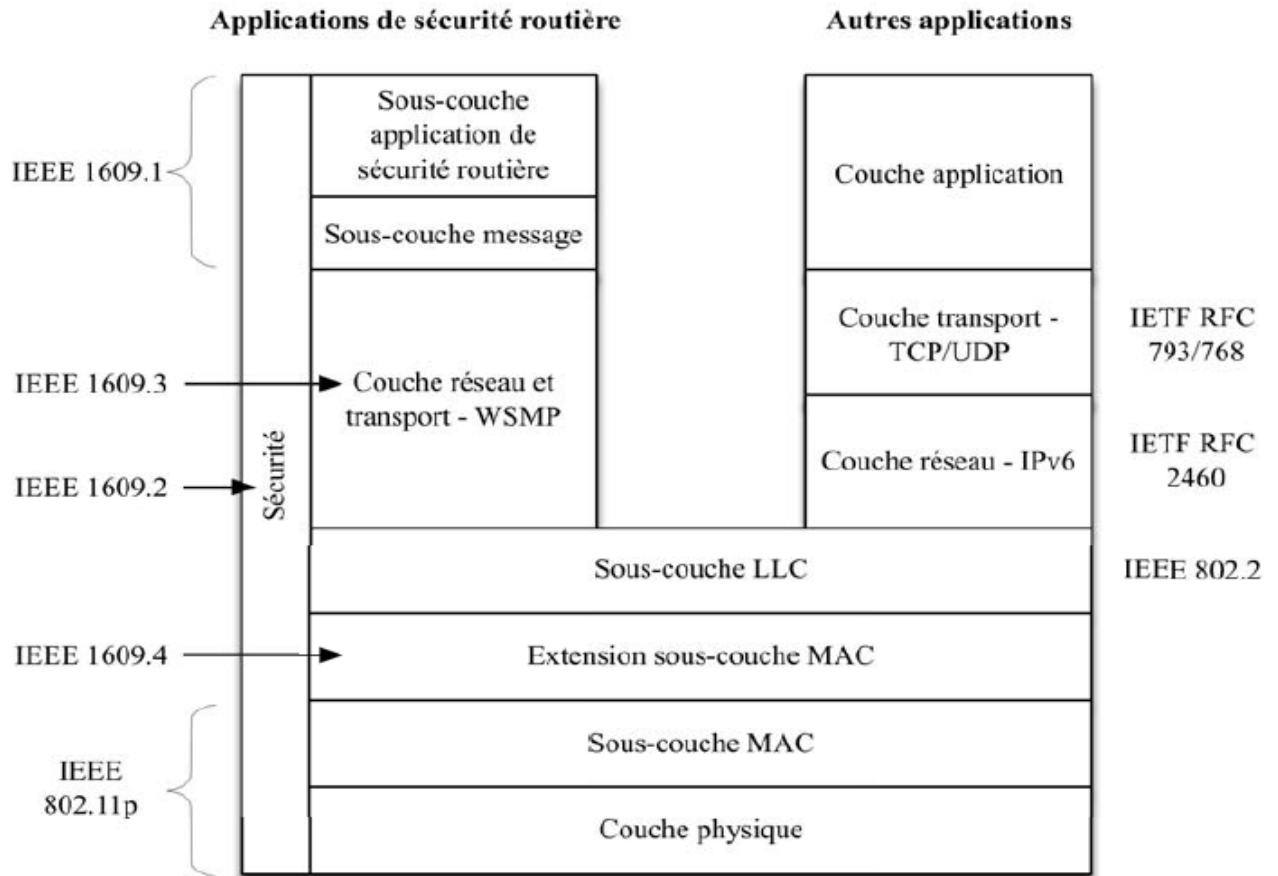 Applications de sécurité routière
Autres applications
IEEE 1609.1
Sous-couche
application de
sécurité routière
Sous-couche message
Couche application
IEEE 1609.3
Couche réseau et
transport - WSMP
Couche transport -
TCP/UDP
IETF RFC
793/768
IEEE 1609.2
Sécurité
Couche réseau - IPv6
IETF RFC
2460
Sous-couche LLC
IEEE 802.2
IEEE 1609.4
Extension sous-couche MAC
IEEE
802.11p
Sous-couche MAC
Couche physique